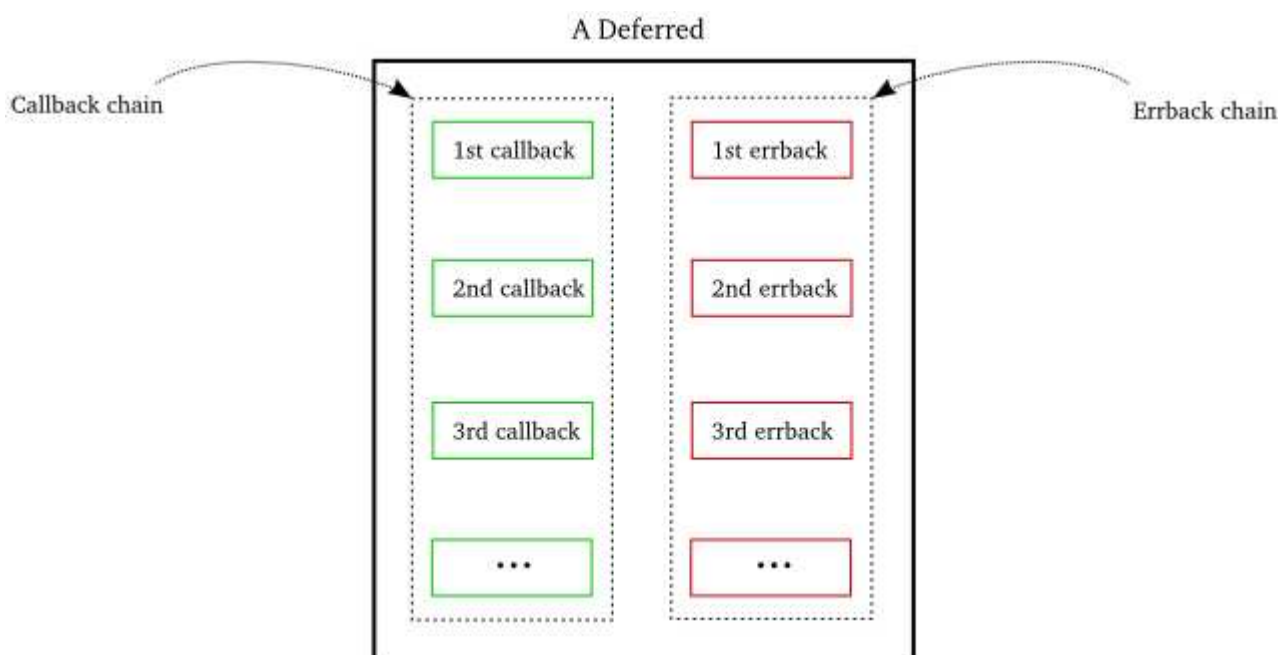 A Deferred
Callback chain
Errback chain
1st callback
1st errback
2nd callback
2nd errback
3rd callback
3rd errback
...
...